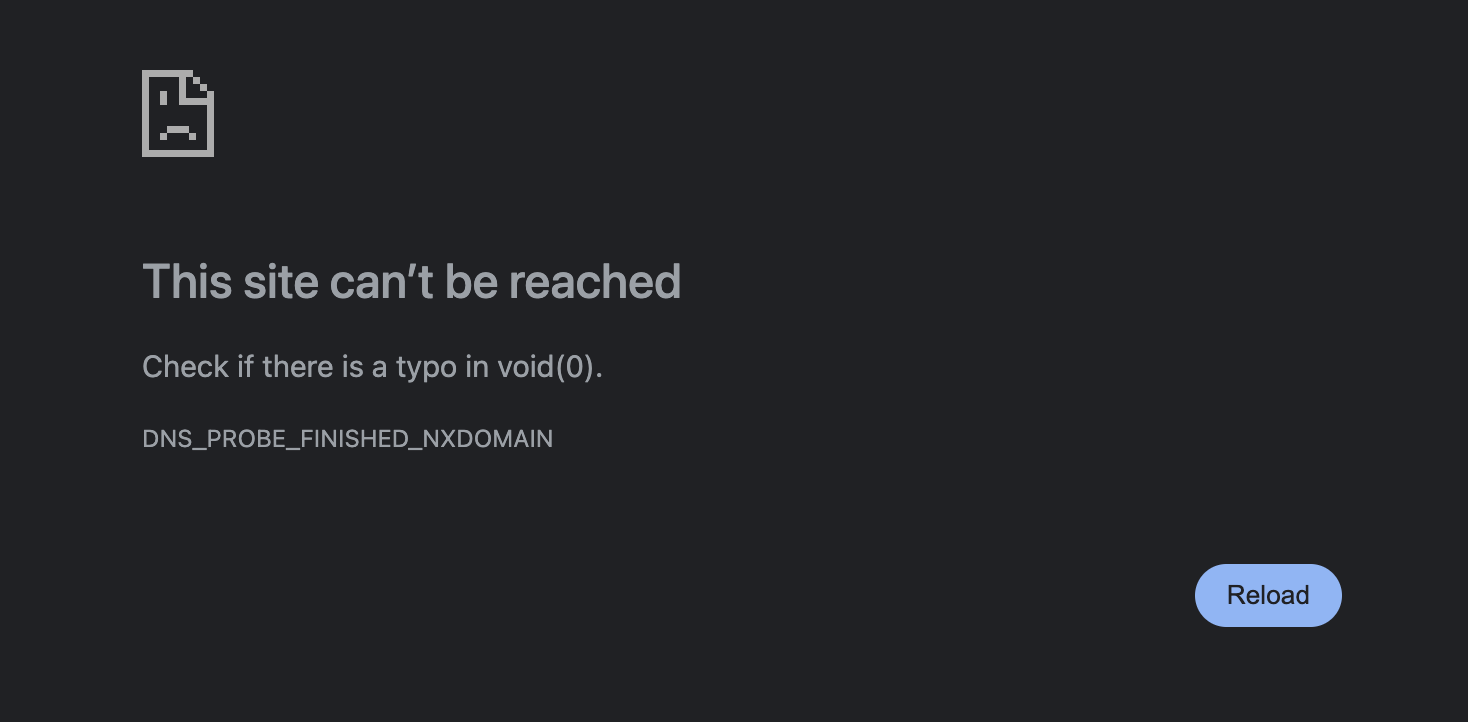 This site can’t be reached
Check if there is a typo in void(0).
DNS_PROBE_FINISHED_NXDOMAIN
Reload